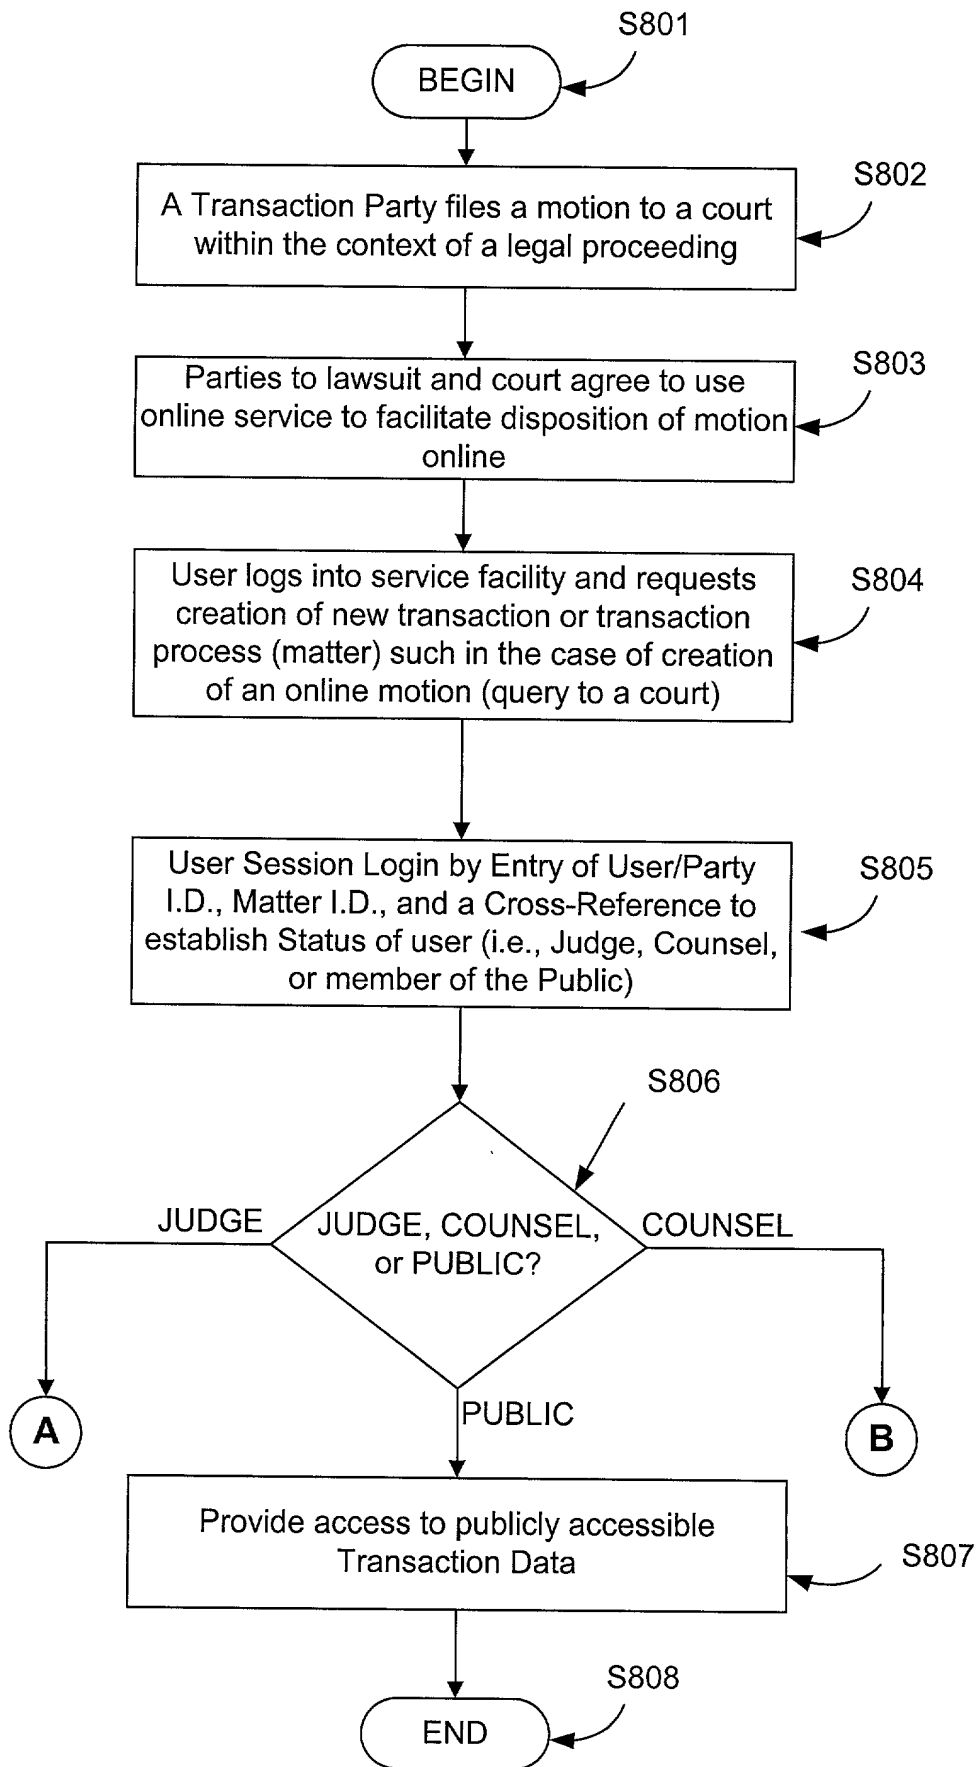 S801
BEGIN
S802
A Transaction Party files a motion to a court
within the context of a legal proceeding
S803
Parties to lawsuit and court agree to use
online service to facilitate disposition of motion
online
S804
User logs into service facility and requests
creation of new transaction or transaction
process (matter) such in the case of creation
of an online motion (query to a court)
S805
User Session Login by Entry of User/Party
I.D., Matter I.D., and a Cross-Reference to
establish Status of user (i.e., Judge, Counsel,
or member of the Public)
S806
JUDGE
JUDGE, COUNSEL,
or PUBLIC?
COUNSEL
A
PUBLIC
B
Provide access to publicly accessible
Transaction Data
S807
S808
END